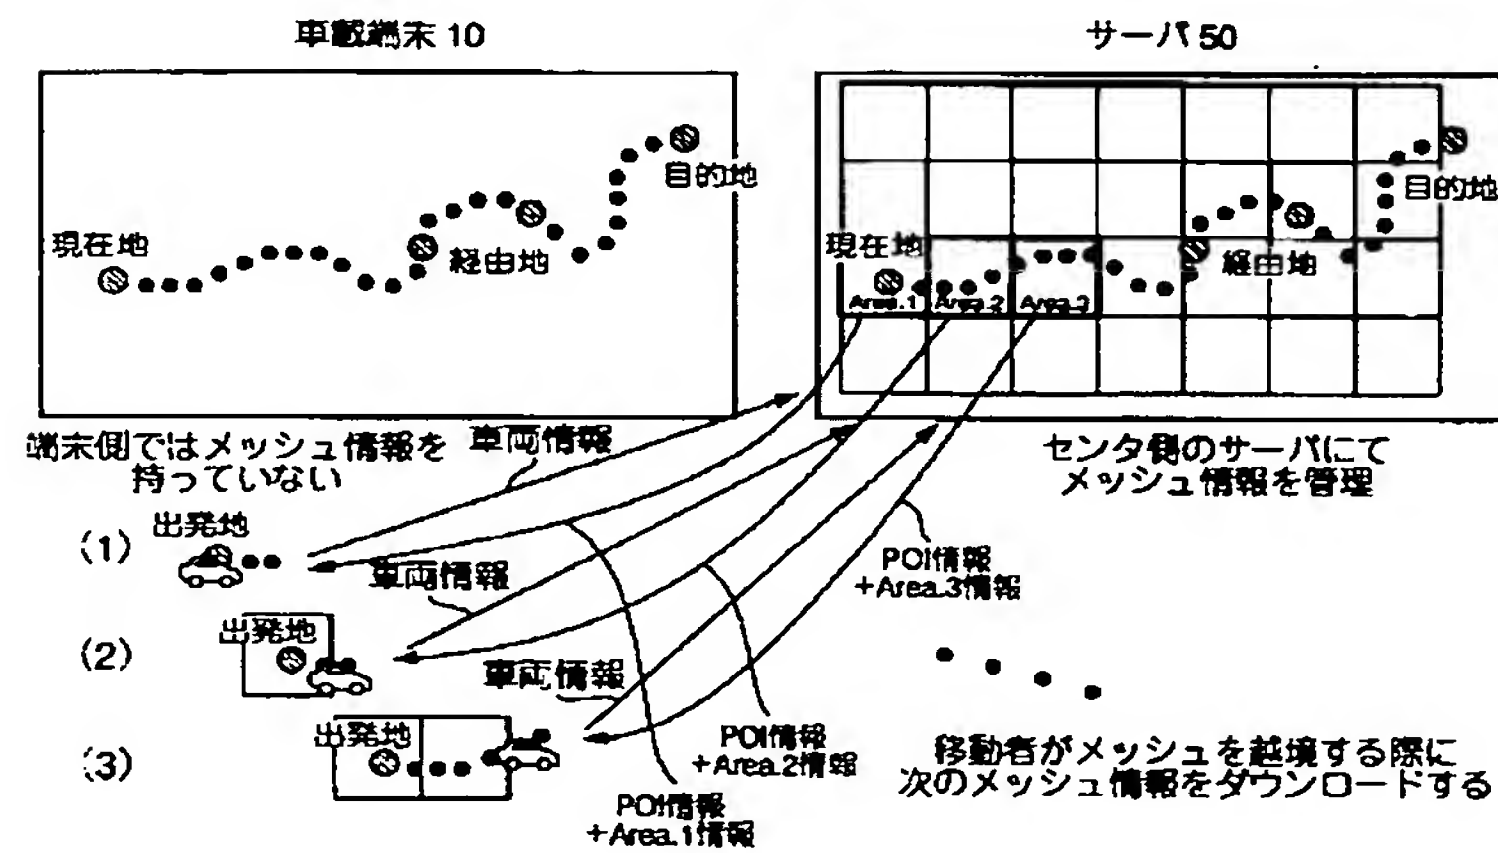 車載端末 10
サーバ 50
目的地
現在地
経由地
目的地
現在地
経由地
Area.1
Area.2
Area.3
端末側ではメッシュ情報を
持っていない
車両情報
センタ側のサーバにて
メッシュ情報を管理
(1)
出発地
車両情報
POI情報
+Area.3情報
(2)
出発地
車両情報
(3)
出発地
POI情報
+Area.2情報
POI情報
+Area.1情報
移動者がメッシュを越境する際に
次のメッシュ情報をダウンロードする